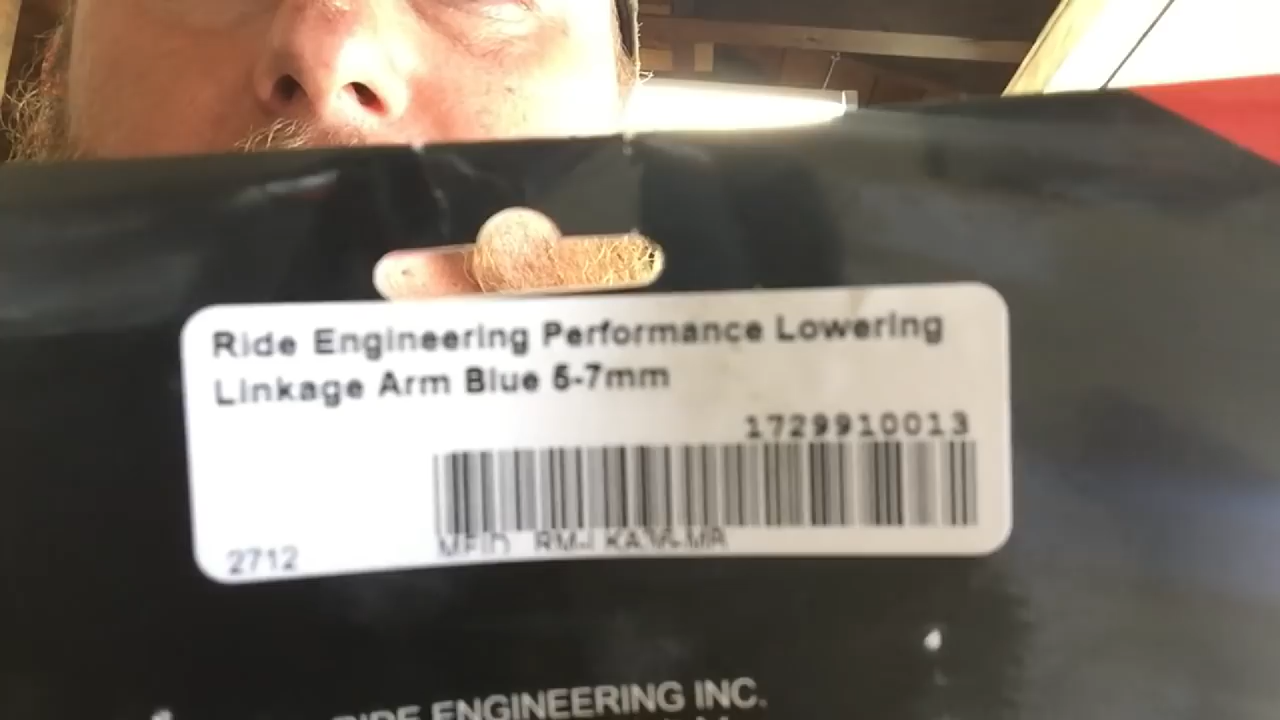 Ride Engineering Performance Lowering
Linkage Arm Blue 5-7mm
1729910013
2712
RIDE ENGINEERING INC.